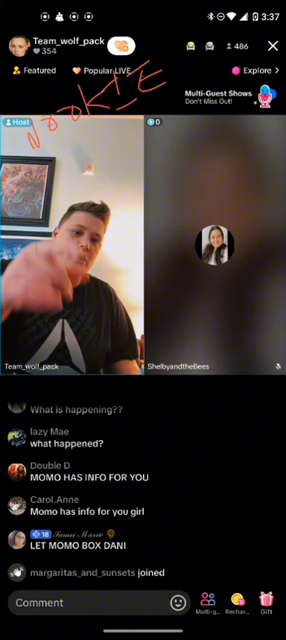 3:37
Team_wolf_pack
354
486
Featured
Popular LIVE
Explore >
Multi-Guest Shows
Don't Miss Out!
NOOKIE
Host
0
Team_wolf_pack
ShelbyandtheBees
What is happening??
lazy Mae
what happened?
Double D
MOMO HAS INFO FOR YOU
Carol.Anne
Momo has info for you girl
18
LET MOMO BOX DANI
margaritas_and_sunsets joined
Comment
Multi-g...
Rechar...
Gift